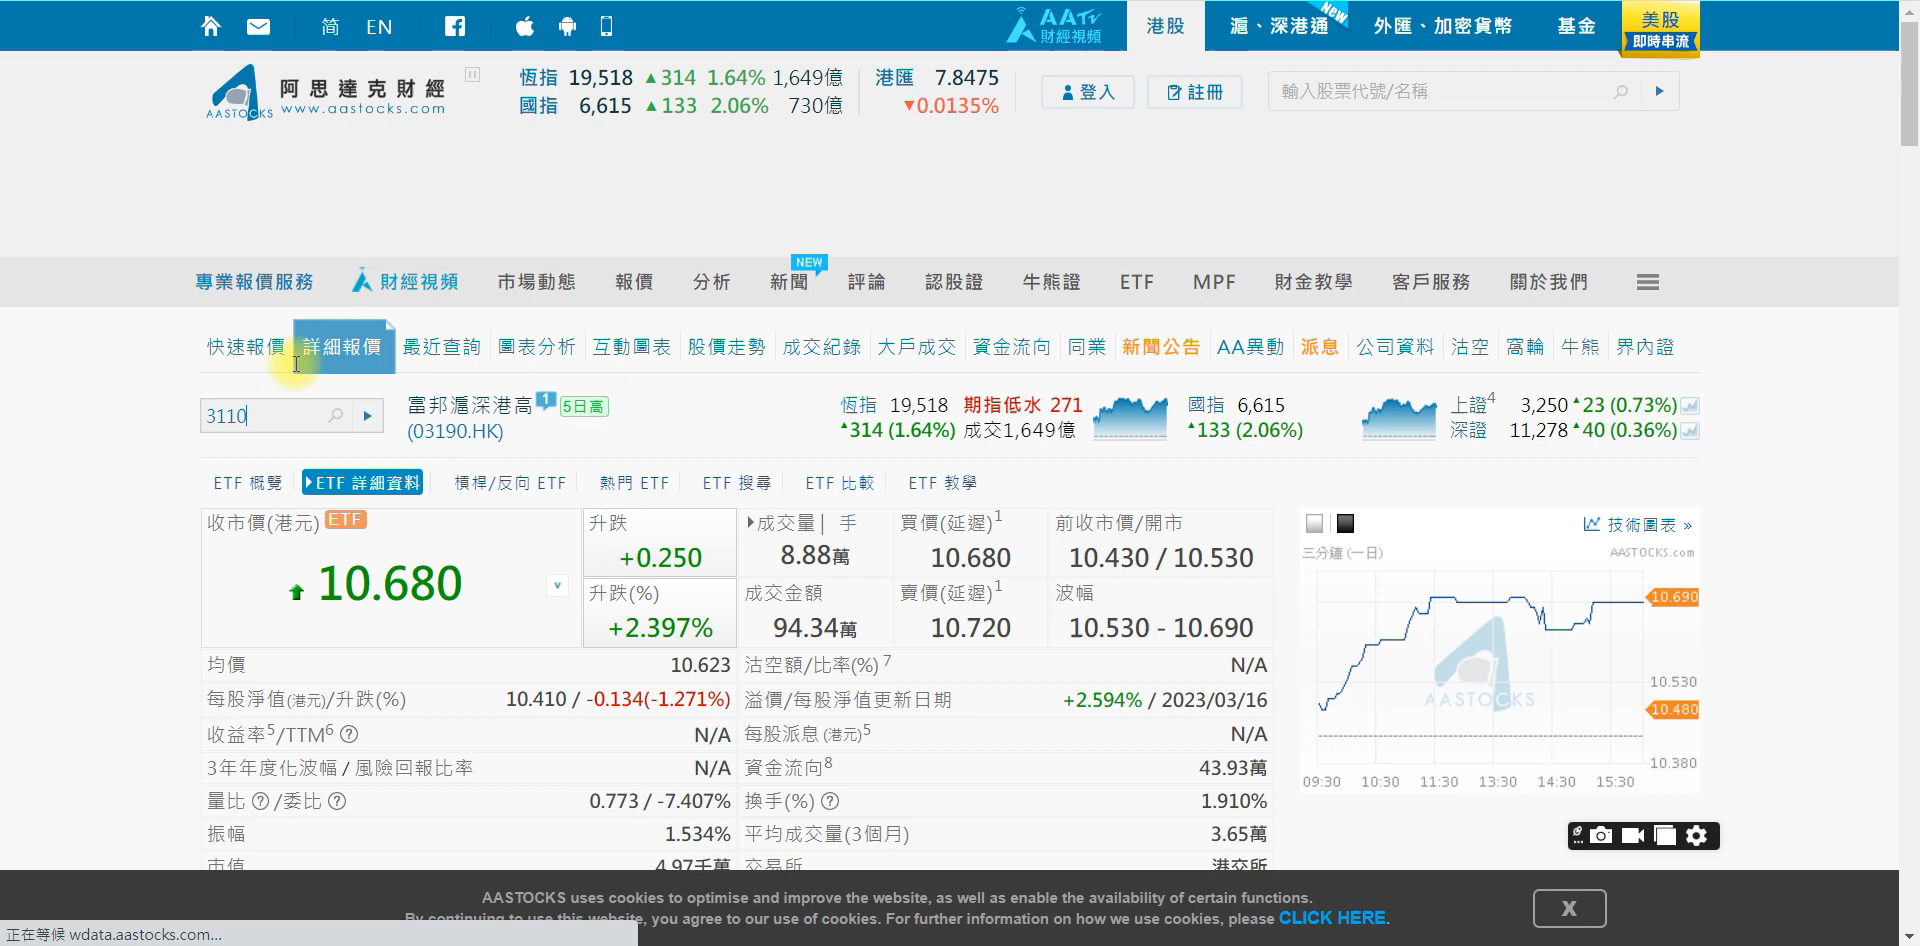 简 EN
AATV 財經視頻 港股 滬、深港通 New 外匯、加密貨幣 基金 美股 即時串流
阿思達克財經
www.aastocks.com
AASTOCKS
恆指 19,518 ▲314 1.64% 1,649億
國指 6,615 ▲133 2.06% 730億
港匯 7.8475
▼0.0135%
登入 註冊 輸入股票代號/名稱
專業報價服務 財經視頻 市場動態 報價 分析 新聞 NEW 評論 認股證 牛熊證 ETF MPF 財金教學 客戶服務 關於我們
快速報價 詳細報價 最近查詢 圖表分析 互動圖表 股價走勢 成交紀錄 大戶成交 資金流向 同業 新聞公告 AA異動 派息 公司資料 沽空 窩輪 牛熊 界內證
3110
富邦滬深港高 1 5日高
(03190.HK)
恆指 19,518 期指低水 271
▲314 (1.64%) 成交1,649億
國指 6,615
▲133 (2.06%)
上證4 3,250 ▲23 (0.73%)
深證 11,278 ▲40 (0.36%)
ETF 概覽 ETF 詳細資料 槓桿/反向 ETF 熱門 ETF ETF 搜尋 ETF 比較 ETF 教學
收市價(港元) ETF
10.680
升跌
+0.250
升跌(%)
+2.397%
成交量| 手
8.88萬
買價(延遲)1
10.680
前收市價/開市
10.430 / 10.530
成交金額
94.34萬
賣價(延遲)1
10.720
波幅
10.530 - 10.690
均價 10.623 沽空額/比率(%) 7 N/A
每股淨值(港元)/升跌(%) 10.410 / -0.134(-1.271%) 溢價/每股淨值更新日期 +2.594% / 2023/03/16
收益率5/TTM6 N/A 每股派息 (港元)5 N/A
3年年度化波幅 / 風險回報比率 N/A 資金流向8 43.93萬
量比 /委比 0.773 / -7.407% 換手(%) 1.910%
振幅 1.534% 平均成交量(3個月) 3.65萬
市值 4.97千萬 交易所 港交所
技術圖表 »
三分鐘 (一日) AASTOCKS.com
AASTOCKS
10.690
10.530
10.480
10.380
09:30 10:30 11:30 13:30 14:30 15:30
AASTOCKS uses cookies to optimise and improve the website, as well as enable the availability of certain functions.
By continuing to use this website, you agree to our use of cookies. For further information on how we use cookies, please CLICK HERE.
X
正在等候 wdata.aastocks.com...